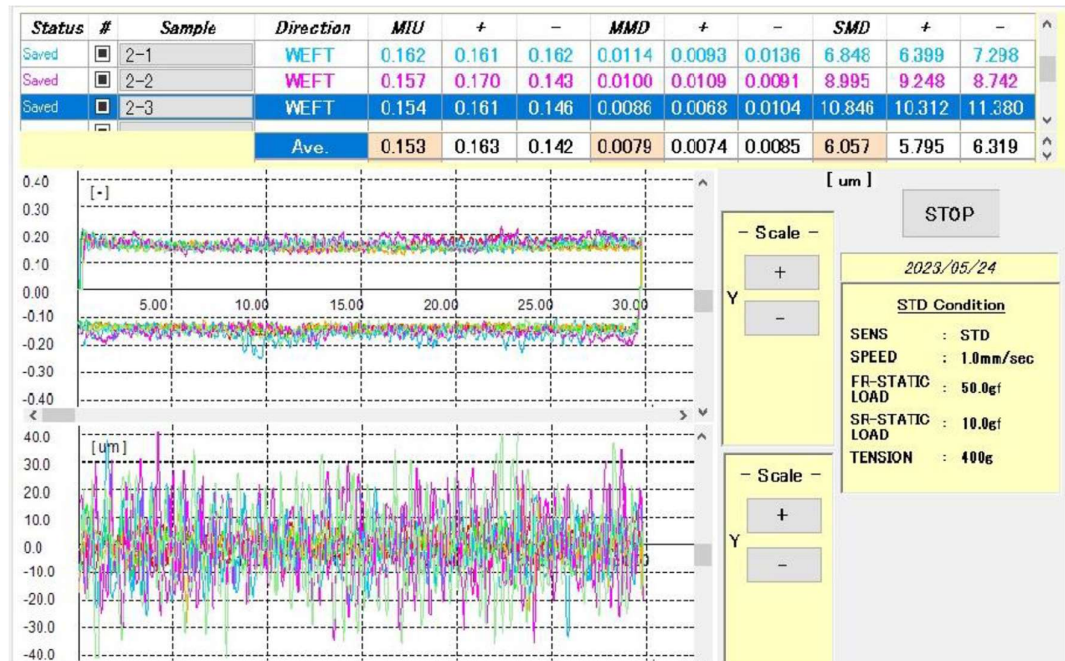 Status # Sample Direction MIU + - MMD + - SMD + -
Saved 2-1 WEFT 0.162 0.161 0.162 0.0114 0.0093 0.0136 6.848 6.399 7.298
Saved 2-2 WEFT 0.157 0.170 0.143 0.0100 0.0109 0.0091 8.995 9.248 8.742
Saved 2-3 WEFT 0.154 0.161 0.146 0.0086 0.0068 0.0104 10.846 10.312 11.380
Ave. 0.153 0.163 0.142 0.0079 0.0074 0.0085 6.057 5.795 6.319
0.40
[-]
0.30
0.20
0.10
0.00
5.00 10.00 15.00 20.00 25.00 30.00
-0.10
-0.20
-0.30
-0.40
40.0
[um]
30.0
20.0
10.0
0.0
-10.0
-20.0
-30.0
-40.0
[ um ]
- Scale -
+
Y
-
- Scale -
+
Y
-
STOP
2023/05/24
STD Condition
SENS : STD
SPEED : 1.0mm/sec
FR-STATIC LOAD : 50.0gf
SR-STATIC LOAD : 10.0gf
TENSION : 400g